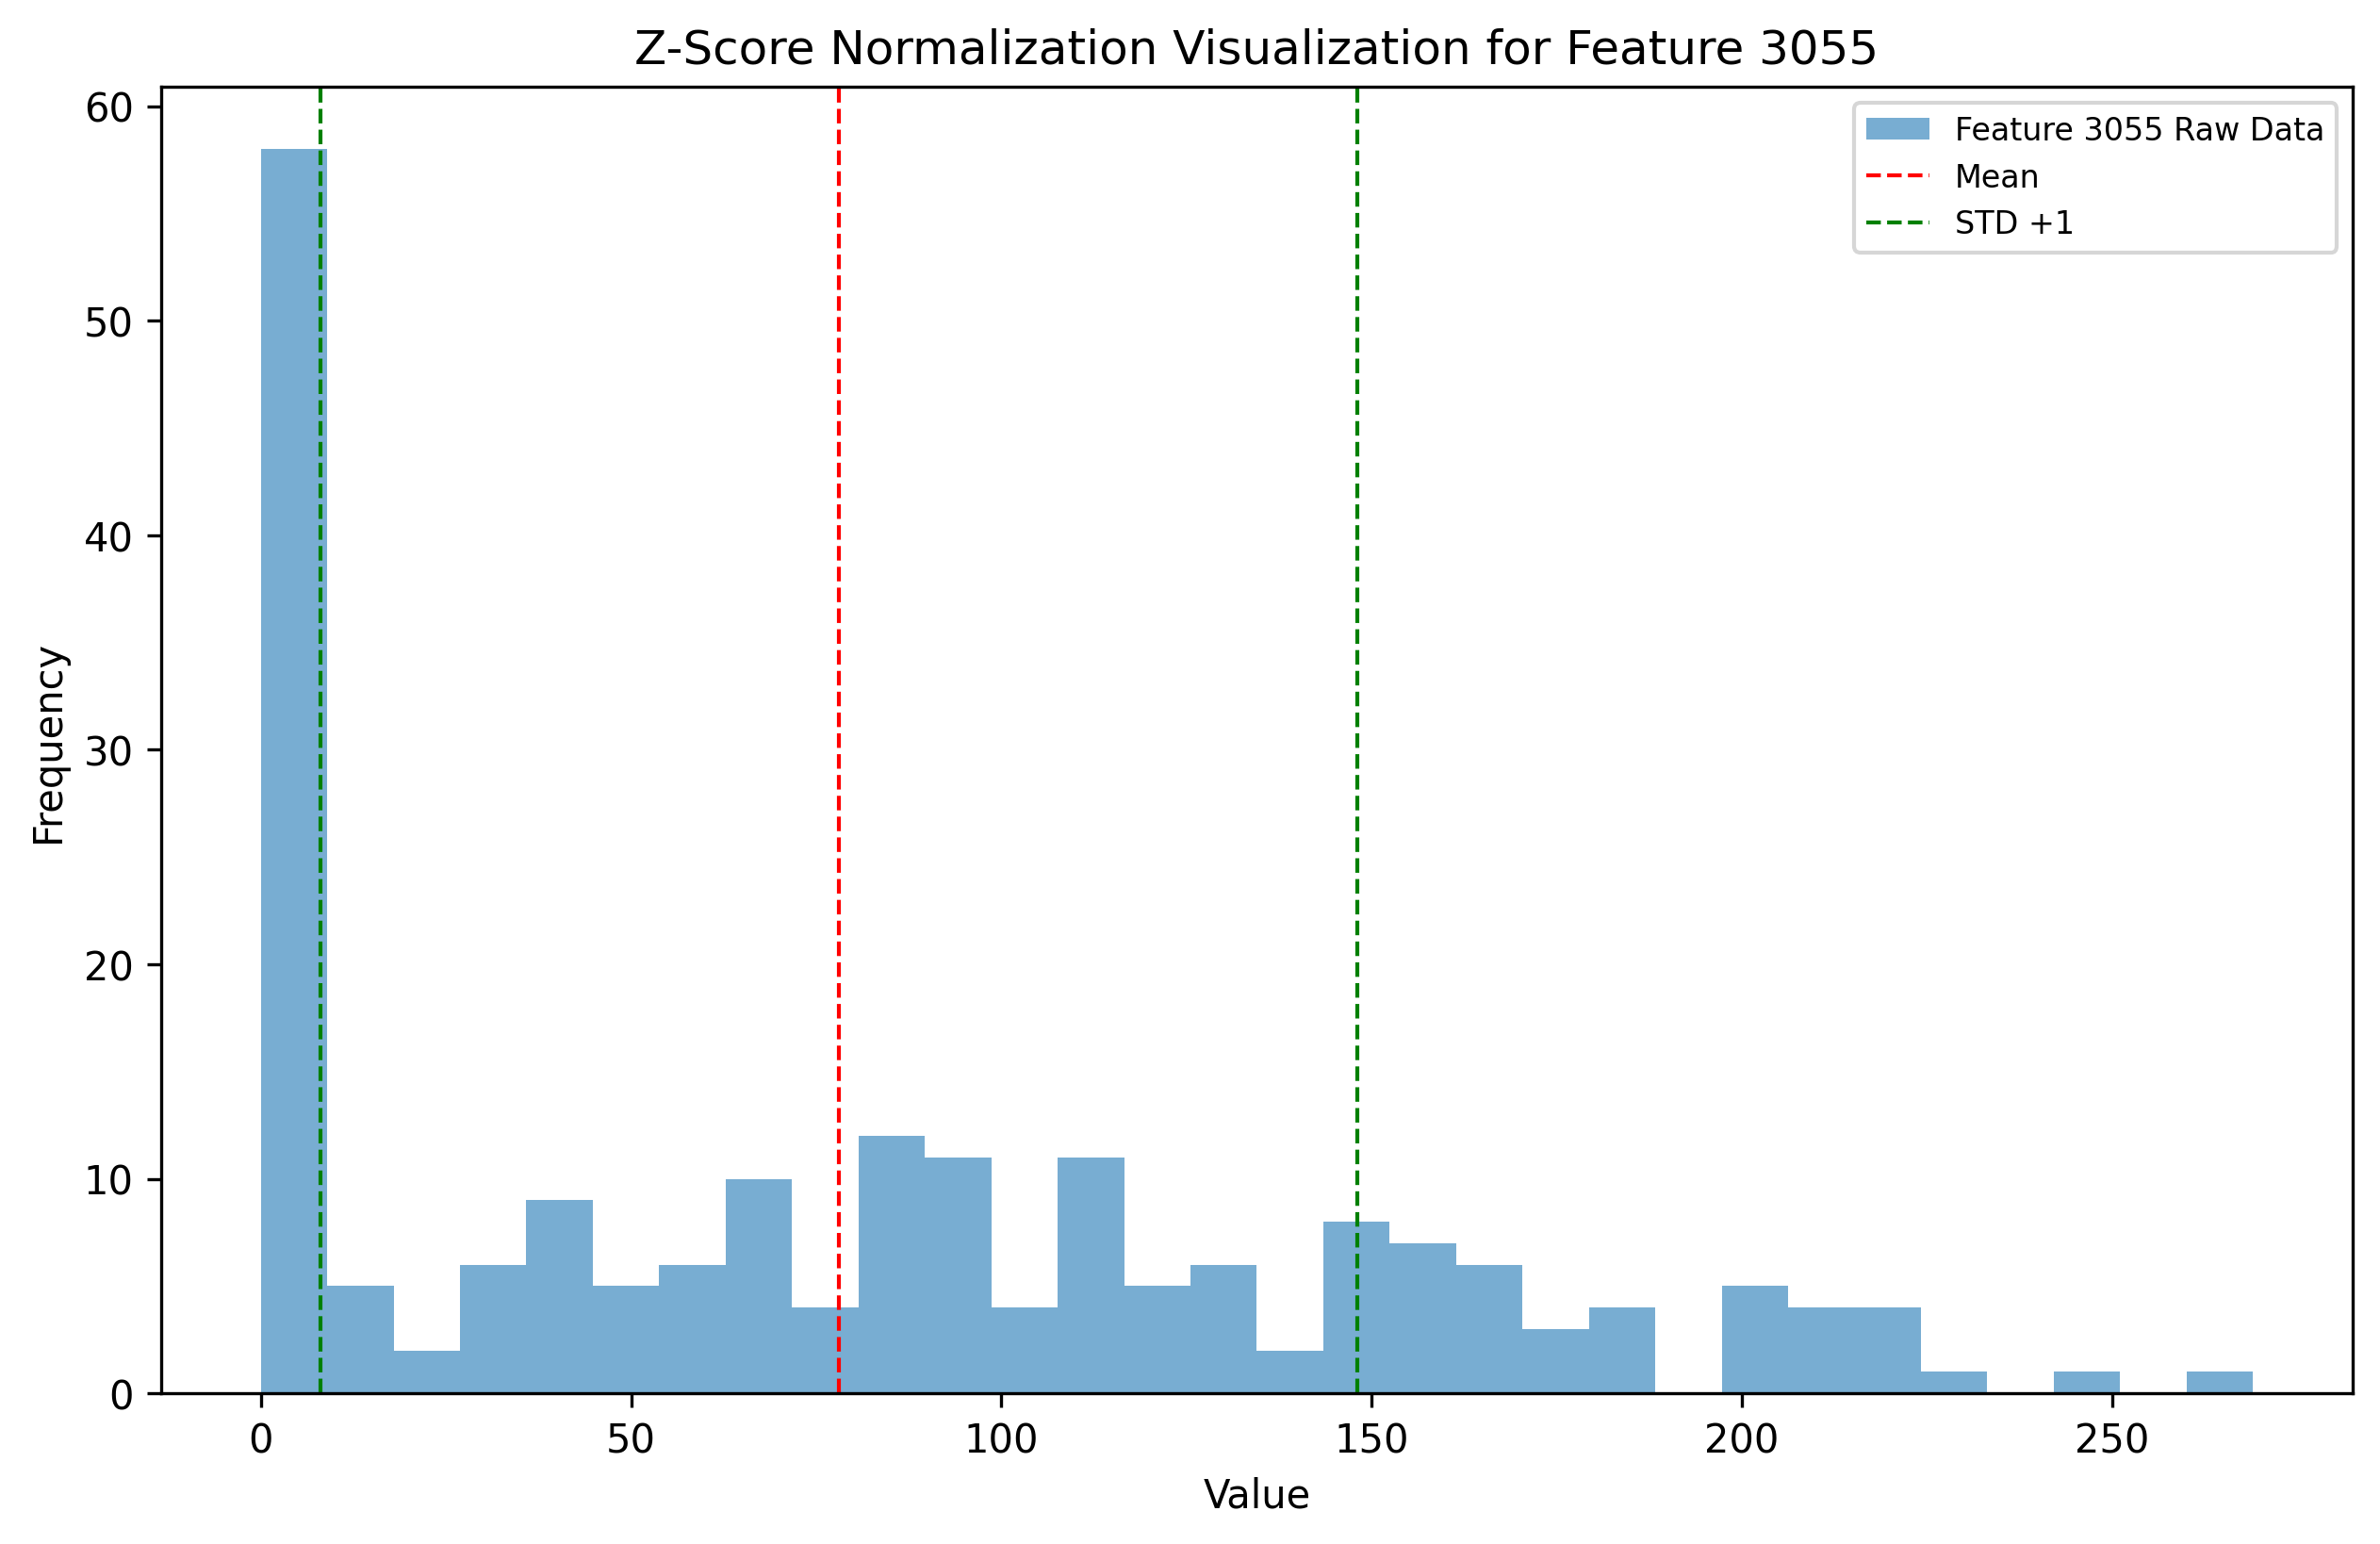 Z-Score Normalization Visualization for Feature 3055
Feature 3055 Raw Data
Mean
STD +1
60
50
40
30
20
10
0
Frequency
0 50 100 150 200 250
Value